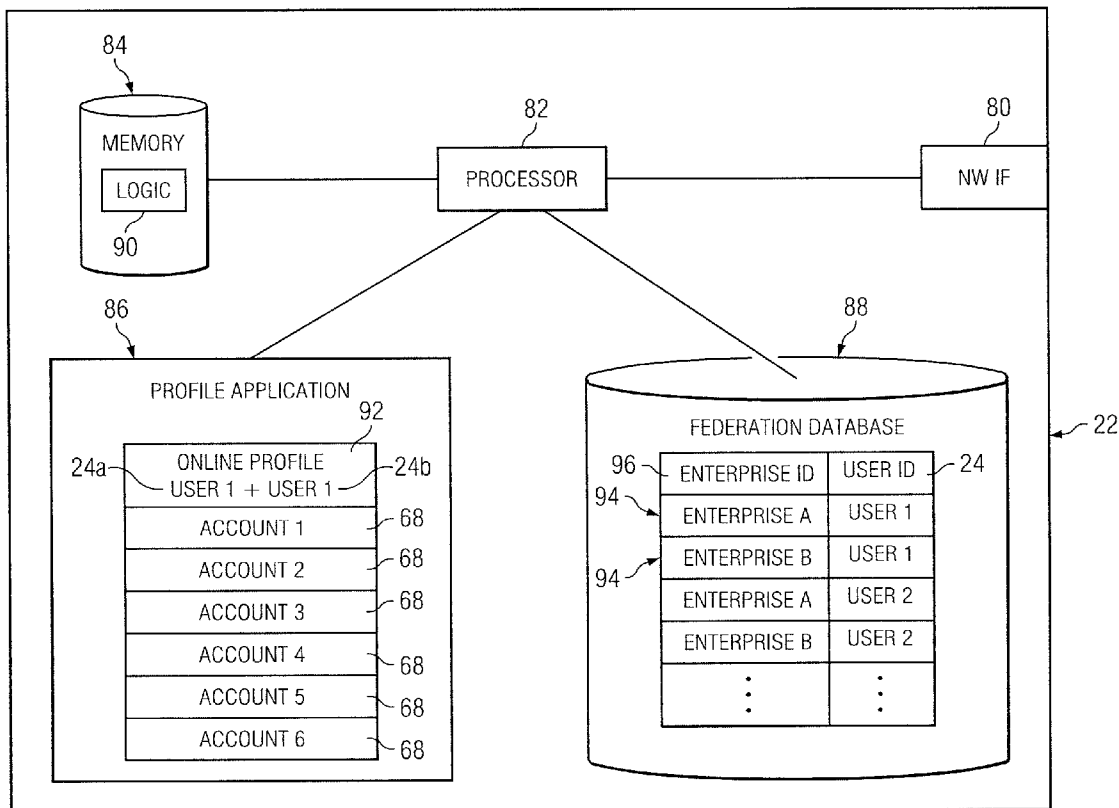 84
MEMORY
LOGIC
90
82
PROCESSOR
80
NW IF
86
PROFILE APPLICATION
92
ONLINE PROFILE
24a USER 1 + USER 1 24b
ACCOUNT 1 68
ACCOUNT 2 68
ACCOUNT 3 68
ACCOUNT 4 68
ACCOUNT 5 68
ACCOUNT 6 68
88
FEDERATION DATABASE
96 ENTERPRISE ID USER ID 24
94 ENTERPRISE A USER 1
94 ENTERPRISE B USER 1
ENTERPRISE A USER 2
ENTERPRISE B USER 2
22